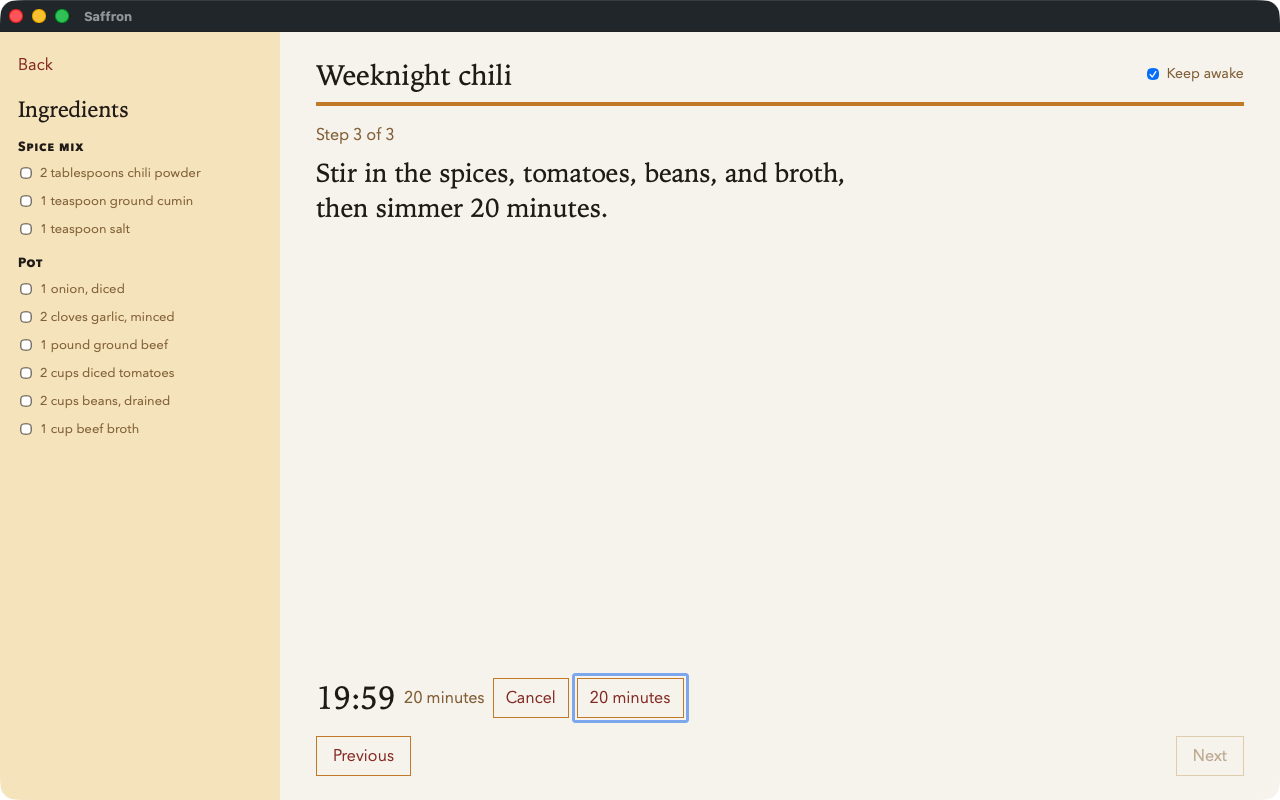 Saffron
Back
Ingredients
Spice mix
2 tablespoons chili powder
1 teaspoon ground cumin
1 teaspoon salt
Pot
1 onion, diced
2 cloves garlic, minced
1 pound ground beef
2 cups diced tomatoes
2 cups beans, drained
1 cup beef broth
Weeknight chili
Keep awake
Step 3 of 3
Stir in the spices, tomatoes, beans, and broth,
then simmer 20 minutes.
19:59 20 minutes Cancel 20 minutes
Previous
Next